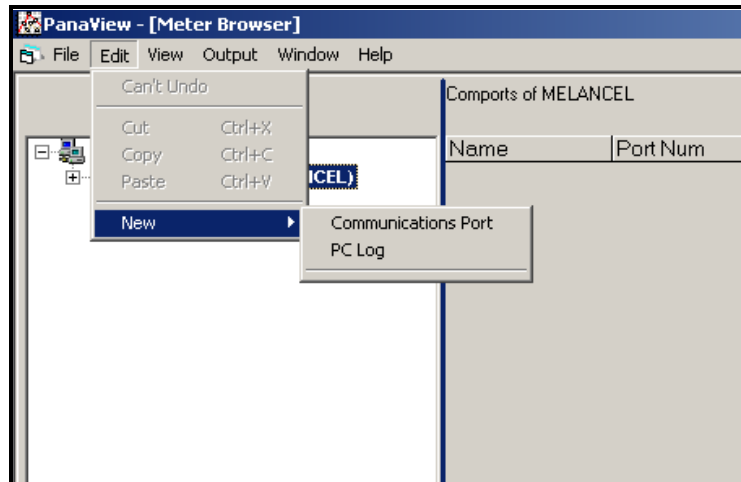 PanaView - [Meter Browser]
File Edit View Output Window Help
Can't Undo
Comports of MELANCEL
Cut Ctrl+X
Copy Ctrl+C
Name Port Num
Paste Ctrl+V
ICEL)
New
Communications Port
PC Log